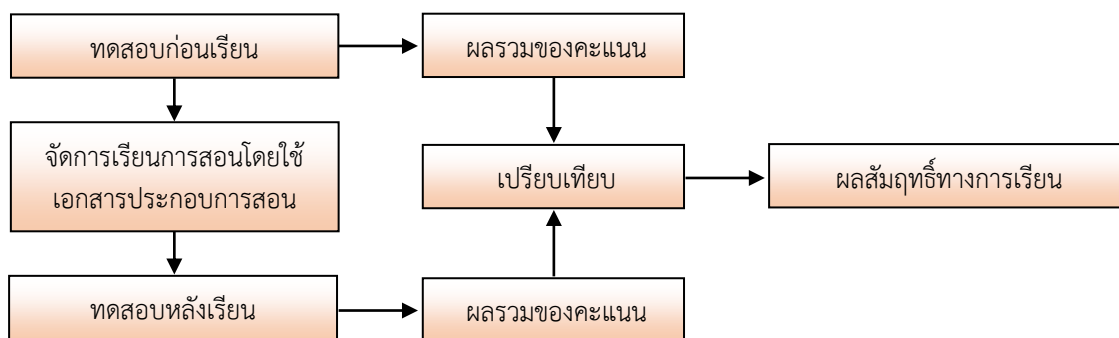 ทดสอบก่อนเรียน
ผลรวมของคะแนน
จัดการเรียนการสอนโดยใช้
เอกสารประกอบการสอน
เปรียบเทียบ
ผลสัมฤทธิ์ทางการเรียน
ทดสอบหลังเรียน
ผลรวมของคะแนน